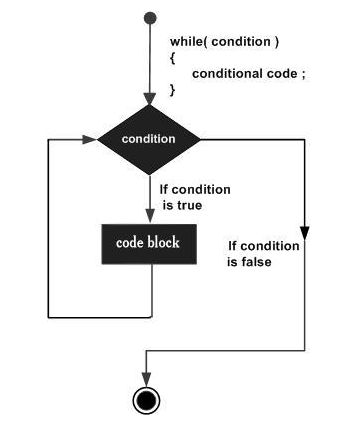 while( condition )
{
conditional code ;
}
condition
If condition
is true
code block
If condition
is false